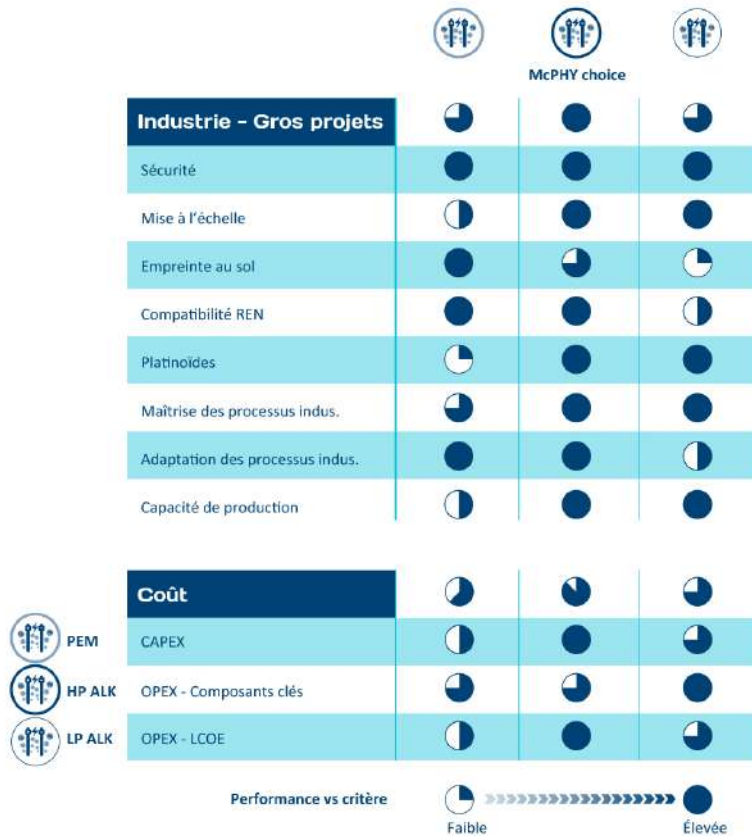 McPHY choice
Industrie – Gros projets
Sécurité
Mise à l'échelle
Empreinte au sol
Compatibilité REN
Platinoïdes
Maîtrise des processus indus.
Adaptation des processus indus.
Capacité de production
Coût
PEM
CAPEX
HP ALK
OPEX - Composants clés
LP ALK
OPEX - LCOE
Performance vs critère
Faible
Élevée